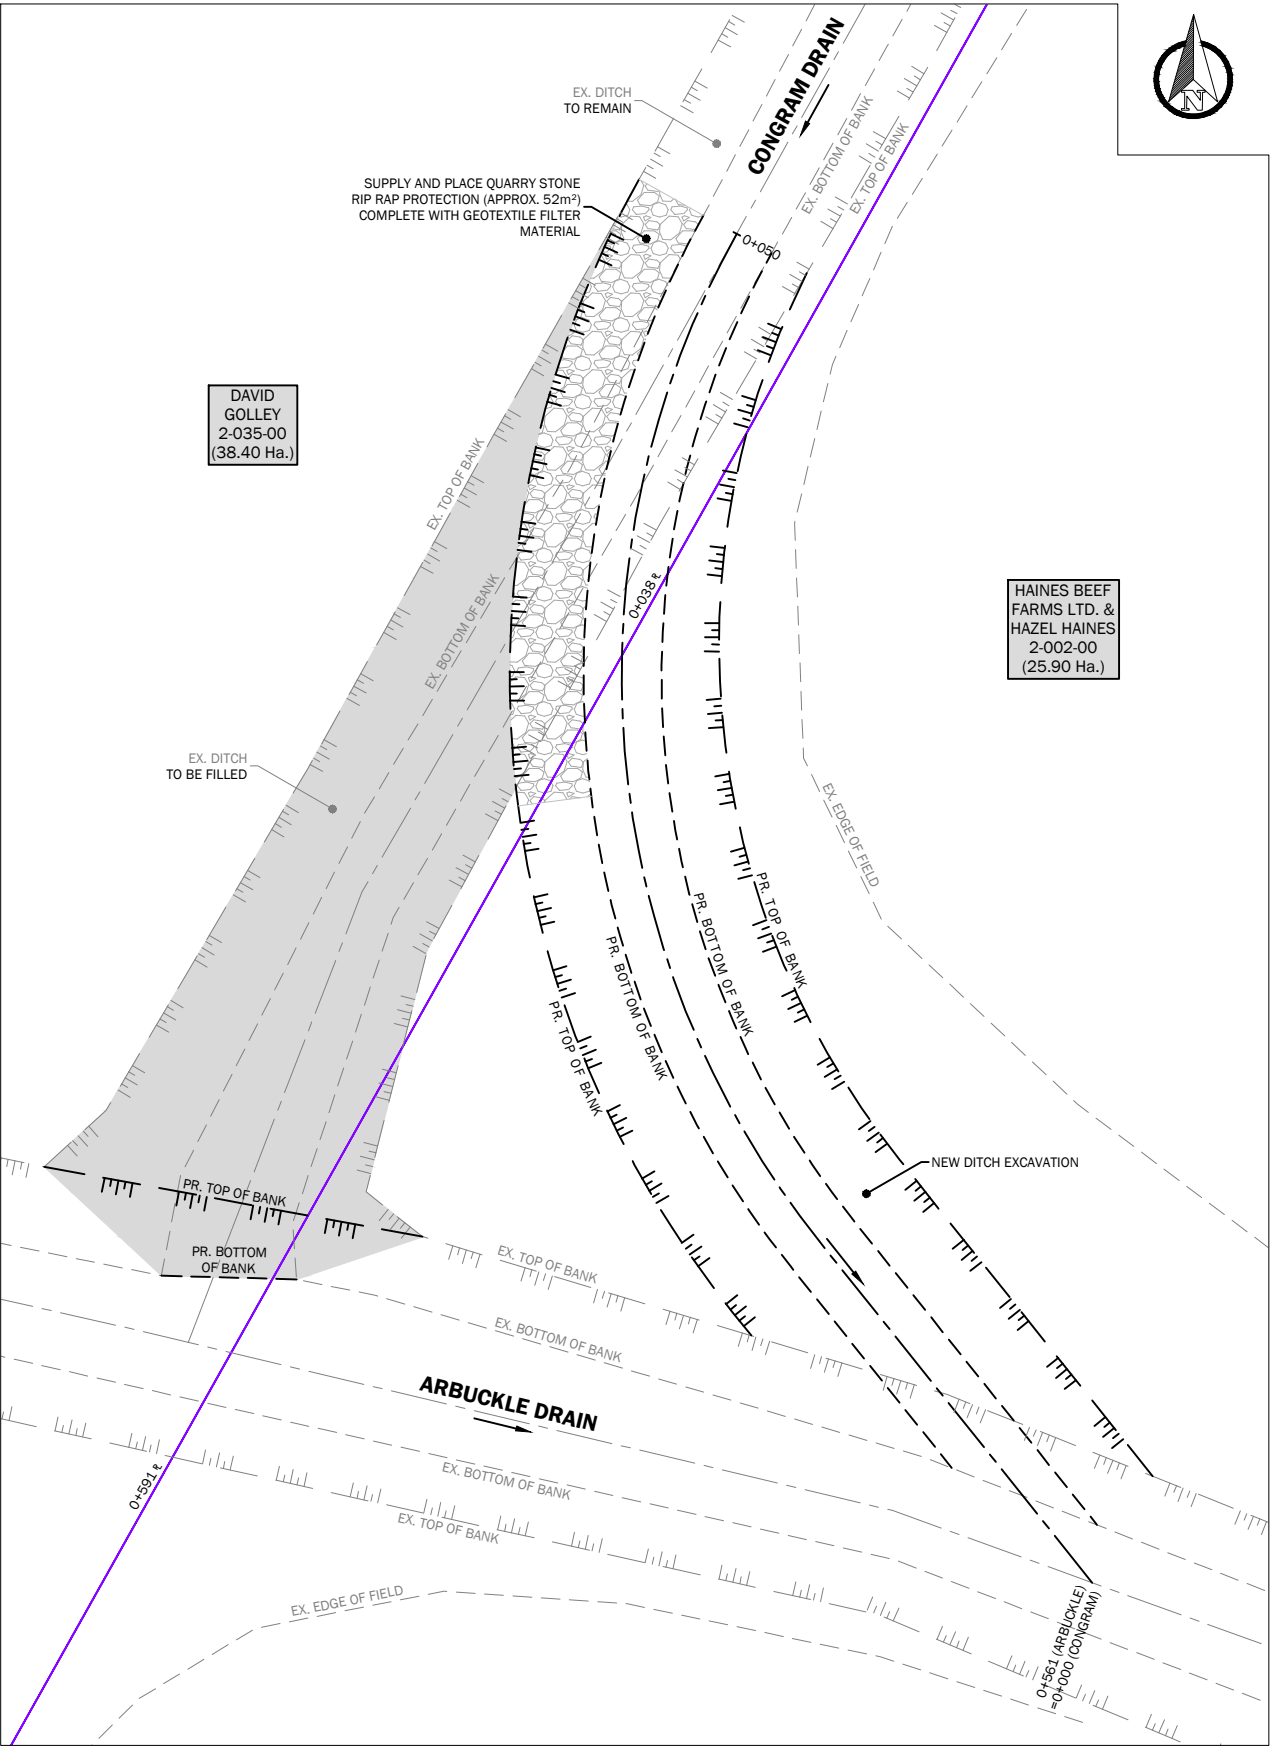 N
CONGRAM DRAIN
EX. DITCH
TO REMAIN
EX. BOTTOM OF BANK
EX. TOP OF BANK
SUPPLY AND PLACE QUARRY STONE
RIP RAP PROTECTION (APPROX. 52m²)
COMPLETE WITH GEOTEXTILE FILTER
MATERIAL
0+050
DAVID
GOLLEY
2-035-00
(38.40 Ha.)
EX. TOP OF BANK
EX. BOTTOM OF BANK
0+038 ℄
HAINES BEEF
FARMS LTD. &
HAZEL HAINES
2-002-00
(25.90 Ha.)
EX. DITCH
TO BE FILLED
EX. EDGE OF FIELD
PR. TOP OF BANK
PR. BOTTOM OF BANK
PR. BOTTOM OF BANK
PR. TOP OF BANK
NEW DITCH EXCAVATION
PR. TOP OF BANK
PR. BOTTOM
OF BANK
EX. TOP OF BANK
EX. BOTTOM OF BANK
ARBUCKLE DRAIN
EX. BOTTOM OF BANK
0+591 ℄
EX. TOP OF BANK
EX. EDGE OF FIELD
0+561 (ARBUCKLE)
=0+000 (CONGRAM)